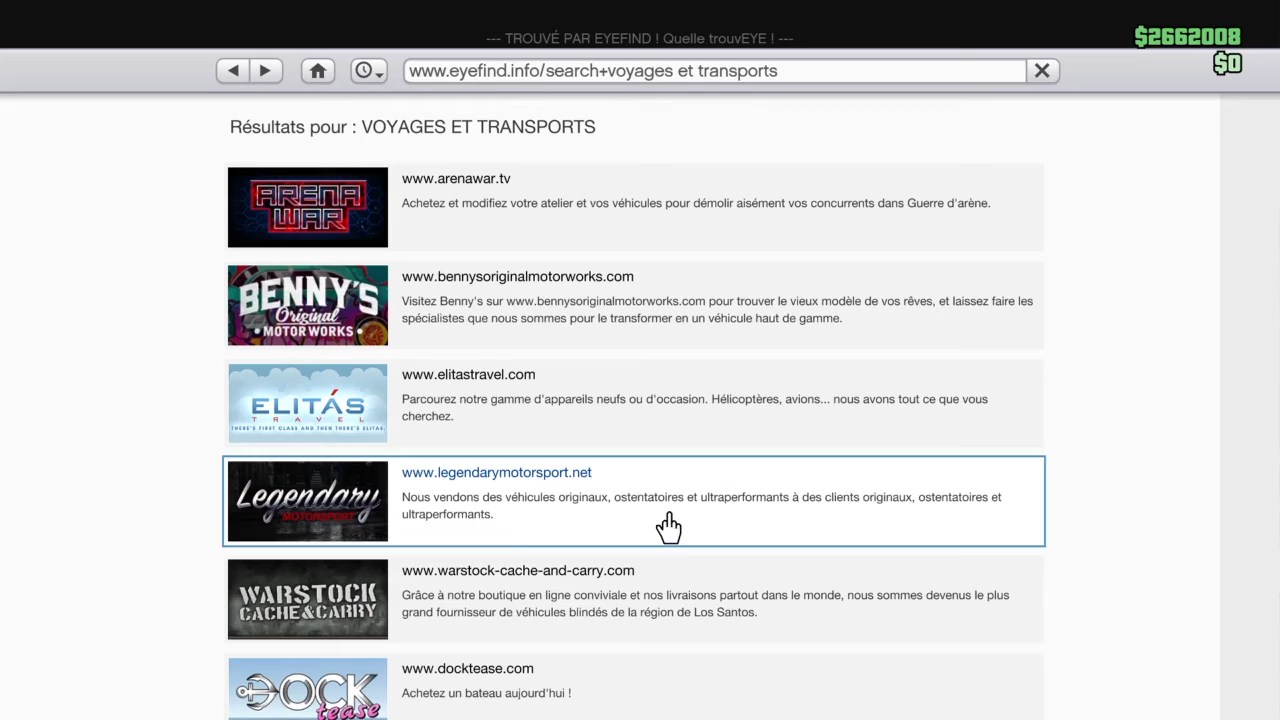 --- TROUVÉ PAR EYEFIND ! Quelle trouvEYE ! ---
$2662008
$0
www.eyefind.info/search+voyages et transports
Résultats pour : VOYAGES ET TRANSPORTS
ARENA
WAR
www.arenawar.tv
Achetez et modifiez votre atelier et vos véhicules pour démolir aisément vos concurrents dans Guerre d'arène.
BENNY'S
Original
MOTOR WORKS
www.bennysoriginalmotorworks.com
Visitez Benny's sur www.bennysoriginalmotorworks.com pour trouver le vieux modèle de vos rêves, et laissez faire les
spécialistes que nous sommes pour le transformer en un véhicule haut de gamme.
ELITÁS
TRAVEL
THERE'S FIRST CLASS AND THEN THERE'S ELITAS
www.elitastravel.com
Parcourez notre gamme d'appareils neufs ou d'occasion. Hélicoptères, avions... nous avons tout ce que vous
cherchez.
Legendary
MOTORSPORT
www.legendarymotorsport.net
Nous vendons des véhicules originaux, ostentatoires et ultraperformants à des clients originaux, ostentatoires et
ultraperformants.
WARSTOCK
CACHE & CARRY
www.warstock-cache-and-carry.com
Grâce à notre boutique en ligne conviviale et nos livraisons partout dans le monde, nous sommes devenus le plus
grand fournisseur de véhicules blindés de la région de Los Santos.
DOCK
tease
www.docktease.com
Achetez un bateau aujourd'hui !